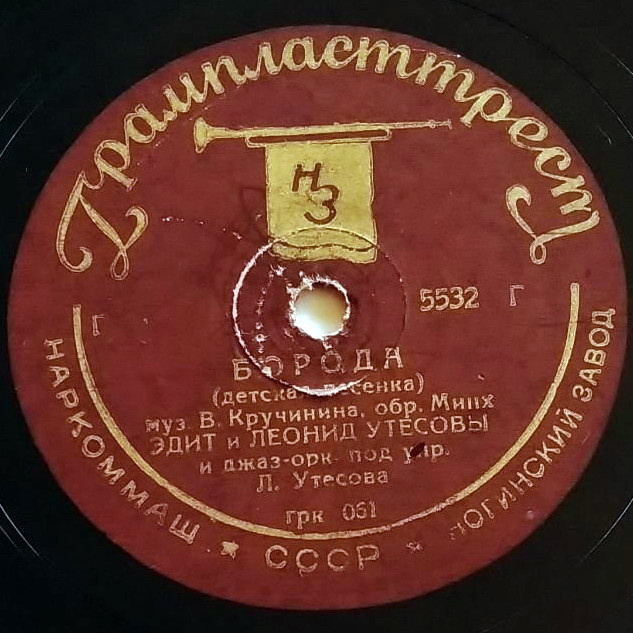 Грампласттрест
НЗ
5532 Г
Г
БОРОДА
(детская песенка)
муз В. Кручинина, обр. Минх
ЭДИТ и ЛЕОНИД УТЕСОВЫ
и джаз-орк. под упр.
Л. Утесова
грк 061
НАРКОММАШ ★ СССР ★ НОГИНСКИЙ ЗАВОД